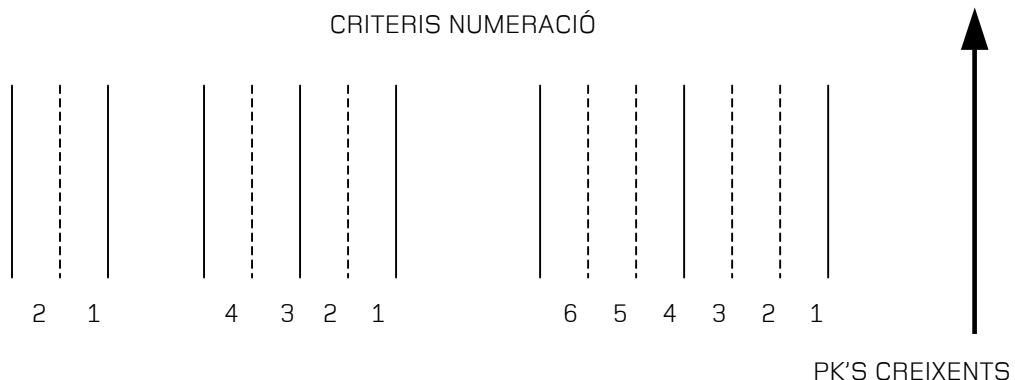 CRITERIS NUMERACIÓ
2 1 4 3 2 1 6 5 4 3 2 1
PK'S CREIXENTS